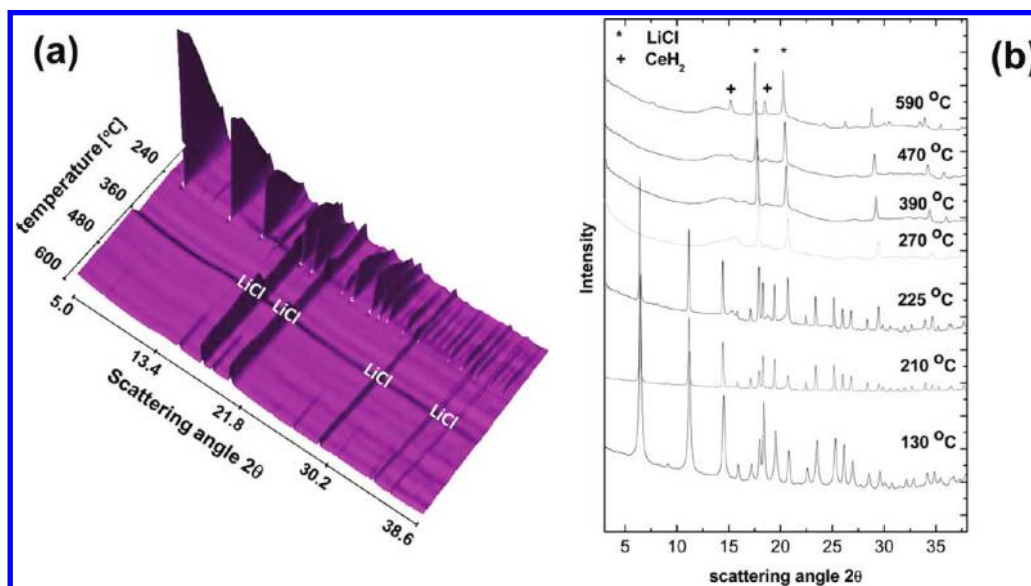 (a)
temperature [°C]
240
360
480
600
5.0
13.4
21.8
30.2
38.6
Scattering angle 2θ
LiCl
LiCl
LiCl
LiCl
(b)
* LiCl
+ CeH₂
* *
+ +
590 °C
470 °C
390 °C
270 °C
225 °C
210 °C
130 °C
Intensity
5 10 15 20 25 30 35
scattering angle 2θ